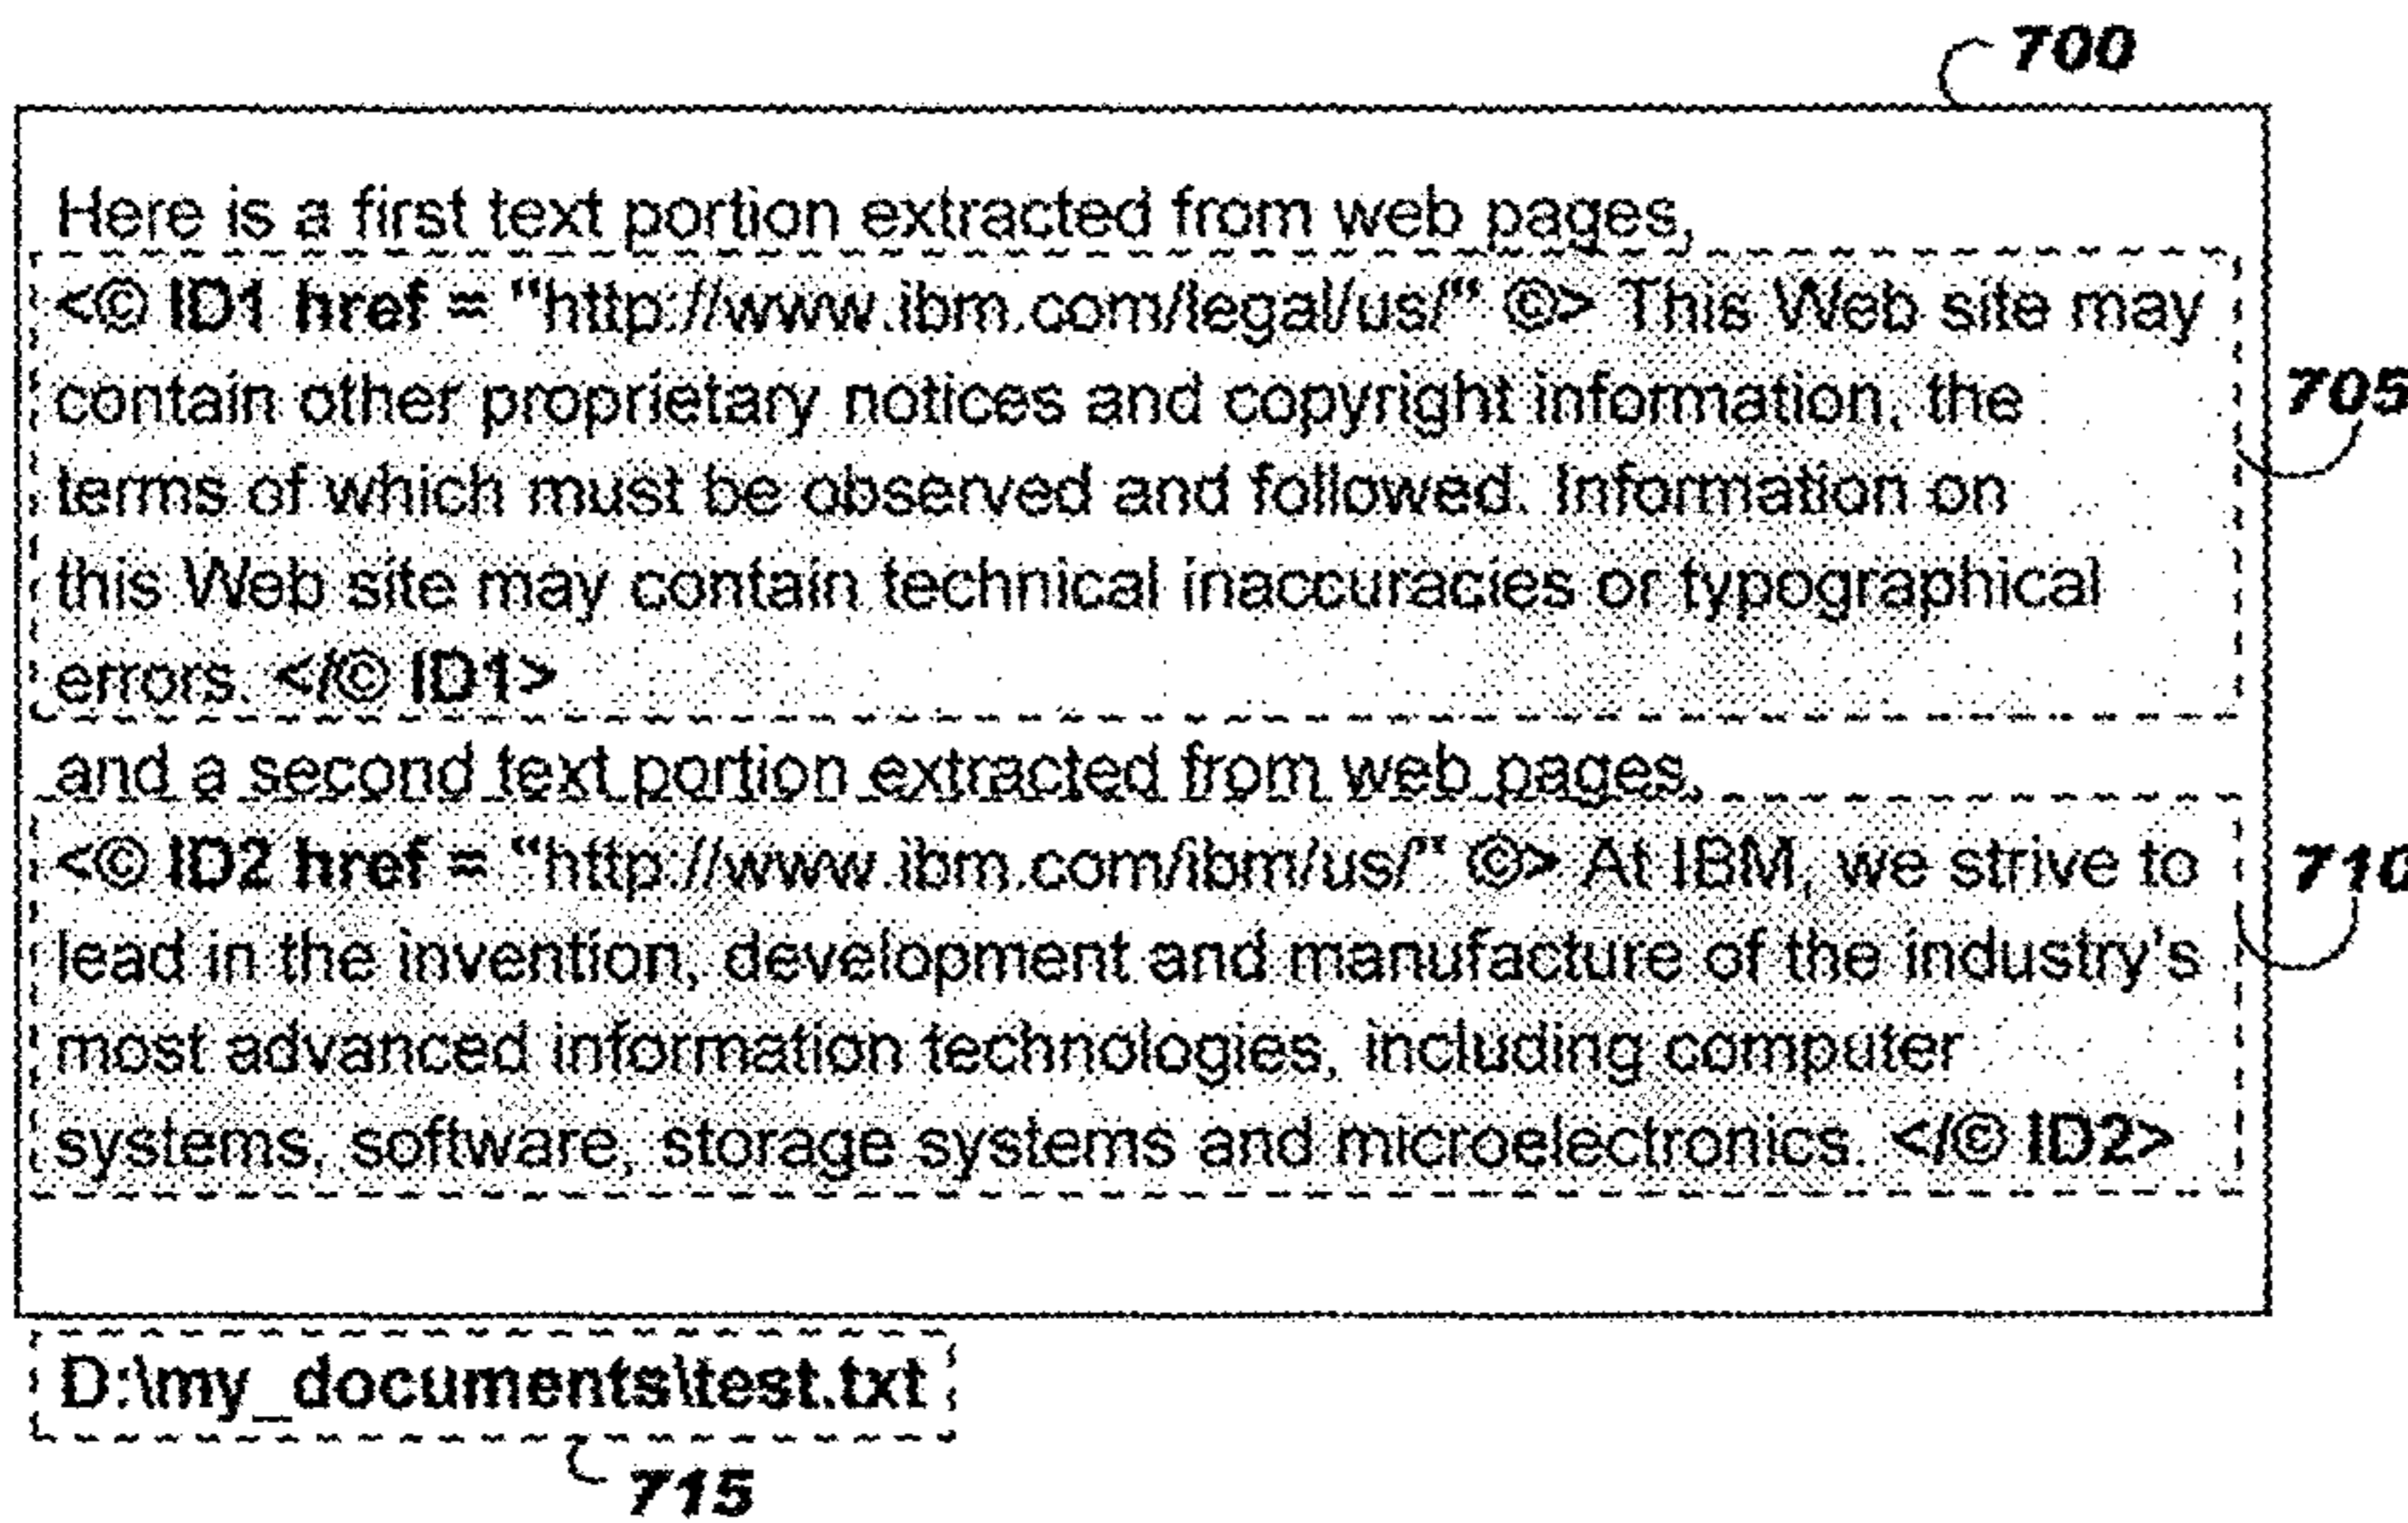 700
Here is a first text portion extracted from web pages,
<© ID1 href = “http://www.ibm.com/legal/us/“ ©> This Web site may
contain other proprietary notices and copyright information, the
705
terms of which must be observed and followed. Information on
this Web site may contain technical inaccuracies or typographical
errors. </© ID1>
and a second text portion extracted from web pages,
<© ID2 href = “http://www.ibm.com/ibm/us/” ©> At IBM, we strive to
710
lead in the invention, development and manufacture of the industry's
most advanced information technologies, including computer
systems, software, storage systems and microelectronics. </© ID2>
D:\my_documents\test.txt
715